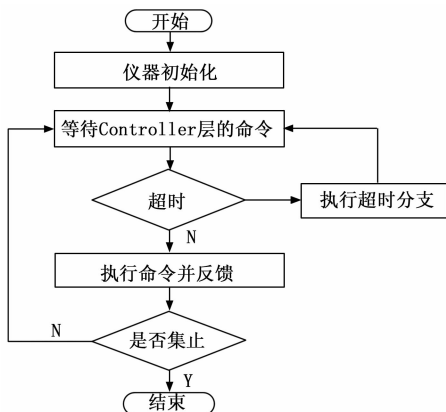 开始
仪器初始化
等待Controller层的命令
超时
执行超时分支
N
执行命令并反馈
N
是否集止
Y
结束